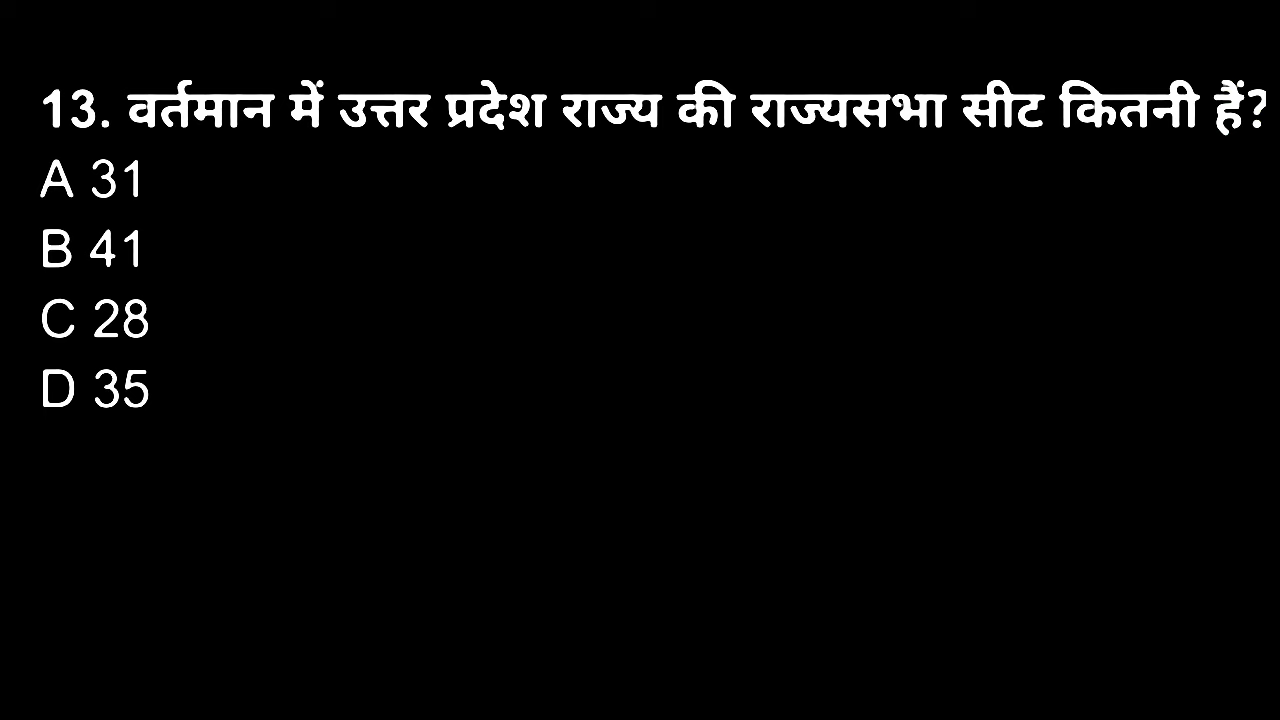 13. वर्तमान में उत्तर प्रदेश राज्य की राज्यसभा सीट कितनी हैं?
A 31
B 41
C 28
D 35